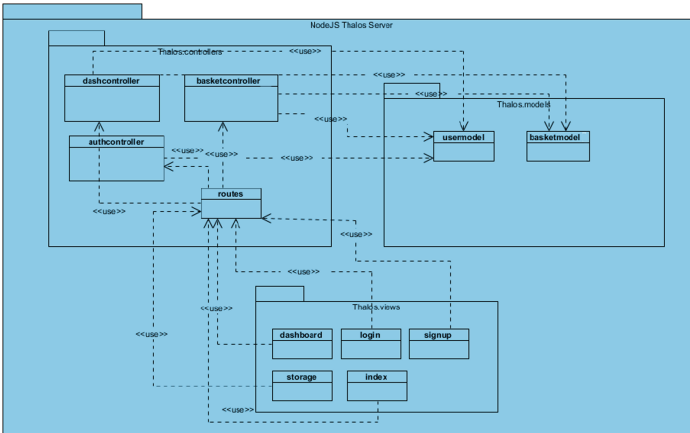 NodeJS Thalos Server
Thalos.controllers
<<use>>
dashcontroller
basketcontroller
<<use>>
<<use>>
Thalos.models
<<use>>
authcontroller
usermodel
basketmodel
<<use>>
<<use>>
<<use>>
routes
<<use>>
<<use>>
<<use>>
<<use>>
Thalos.views
<<use>>
dashboard
login
signup
storage
index
<<use>>